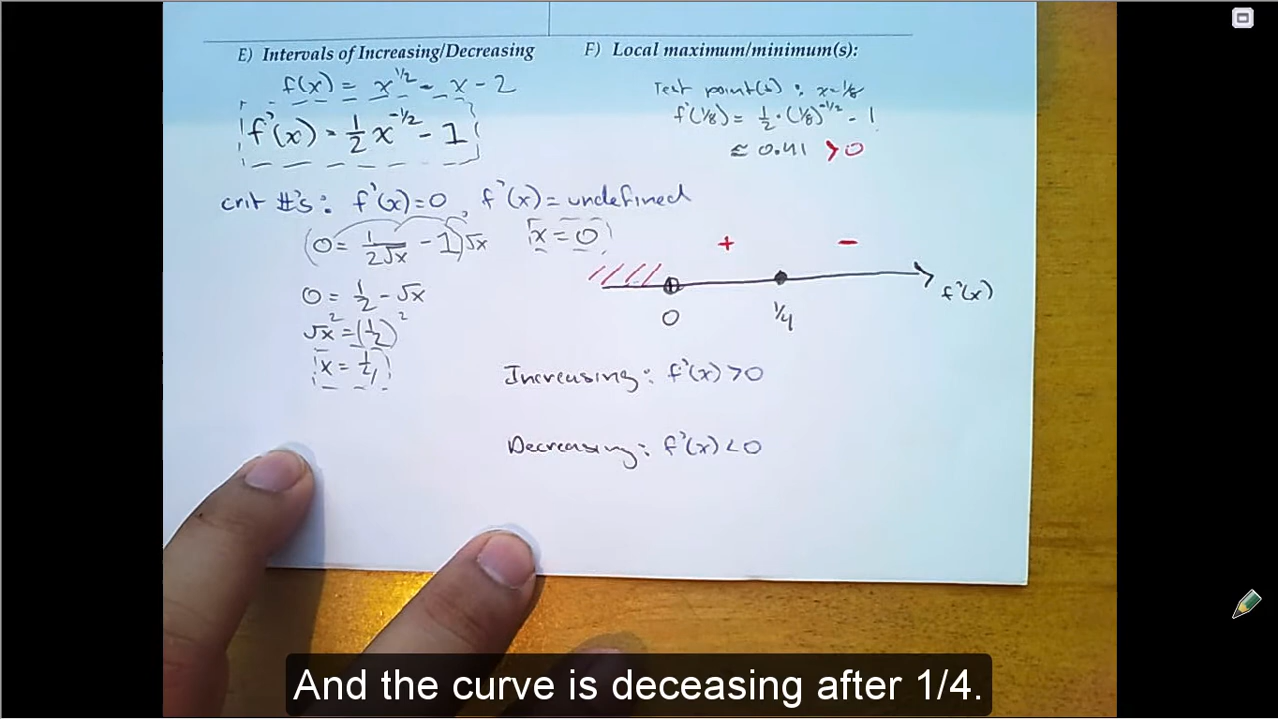 E) Intervals of Increasing/Decreasing
f(x) = x^1/2 - x - 2
f'(x) = 1/2 x^-1/2 - 1
F) Local maximum/minimum(s):
Test point(s) : x=1/8
f'(1/8) = 1/2 · (1/8)^-1/2 - 1
≈ 0.41 > 0
crit #'s: f'(x)=0, f'(x)= undefined
(0 = 1/2√x - 1)√x
x = 0
0 = 1/2 - √x
√x^2 = (1/2)^2
x = 1/4
+ -
0 1/4 f'(x)
Increasing: f'(x) > 0
Decreasing: f'(x) < 0
And the curve is deceasing after 1/4.